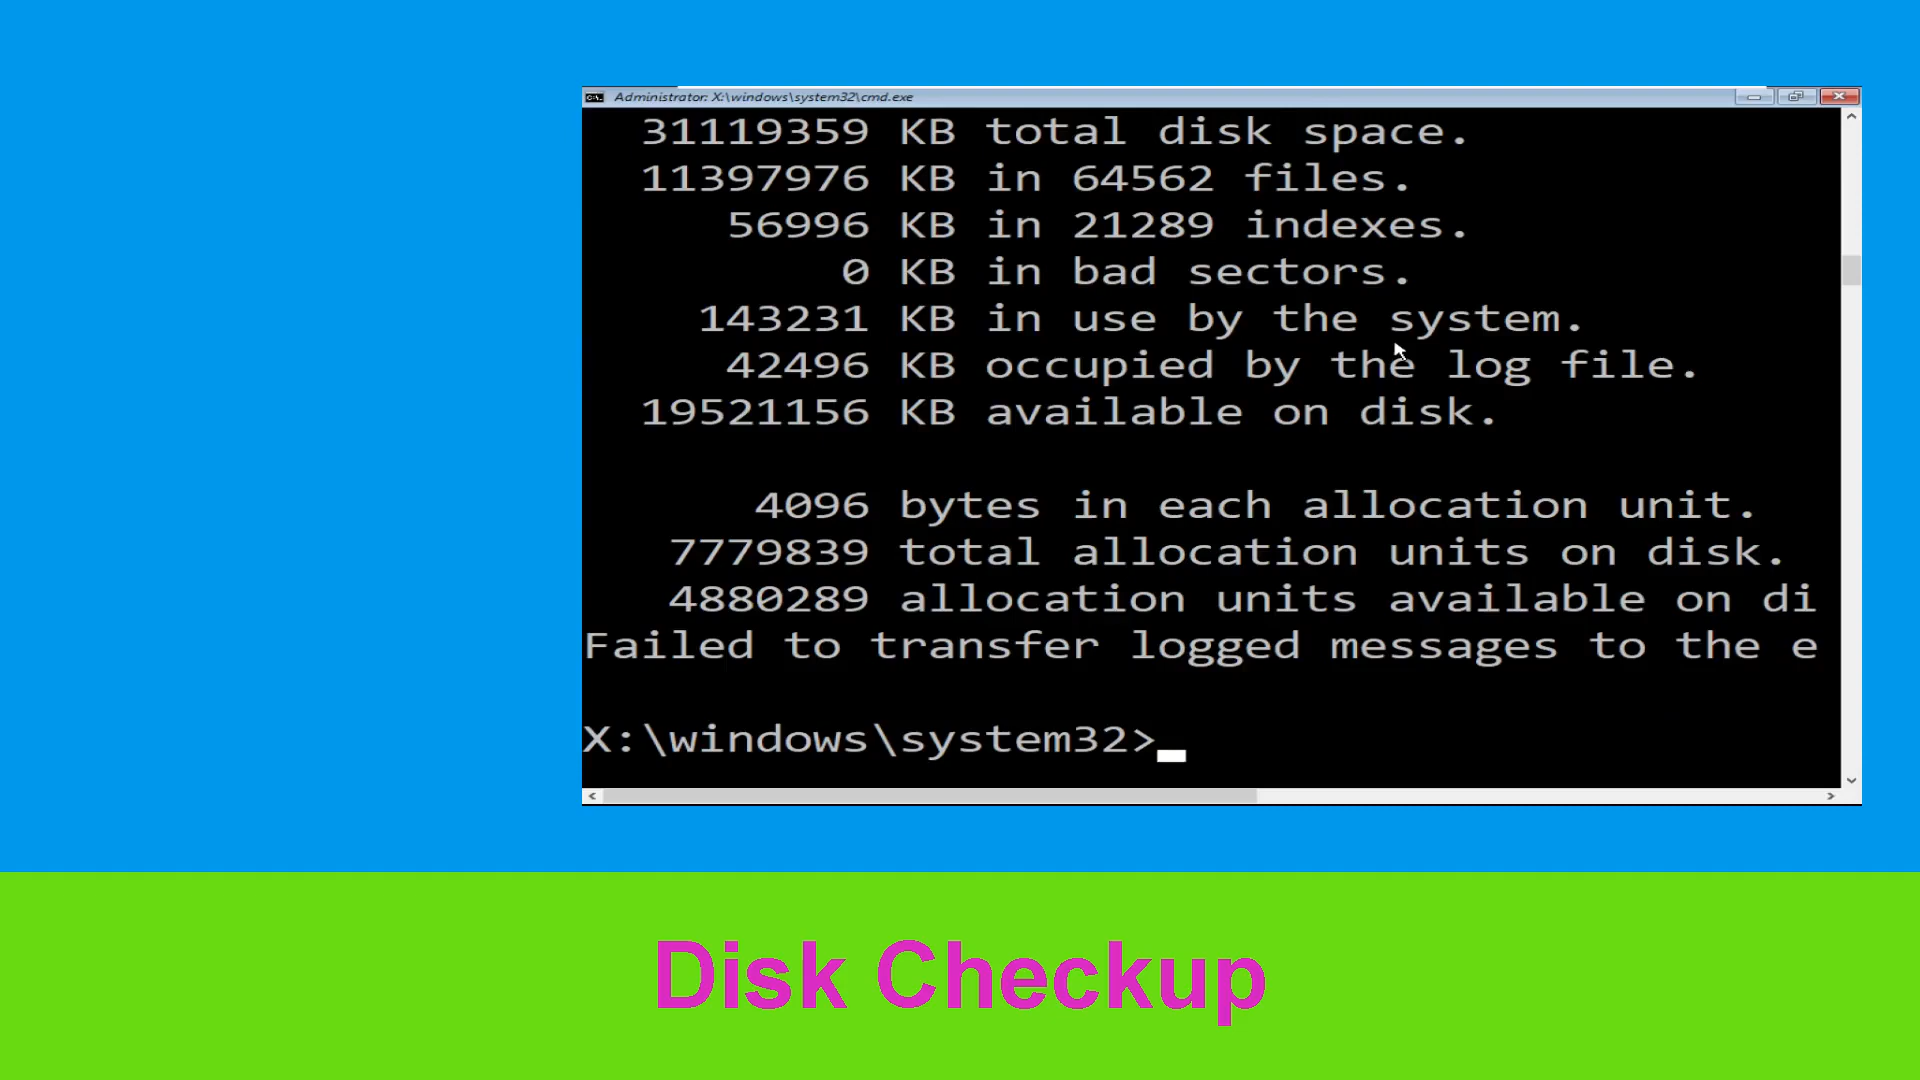 Administrator: X:\windows\system32\cmd.exe
31119359 KB total disk space.
11397976 KB in 64562 files.
56996 KB in 21289 indexes.
0 KB in bad sectors.
143231 KB in use by the system.
42496 KB occupied by the log file.
19521156 KB available on disk.
4096 bytes in each allocation unit.
7779839 total allocation units on disk.
4880289 allocation units available on di
Failed to transfer logged messages to the e
X:\windows\system32>
Disk Checkup